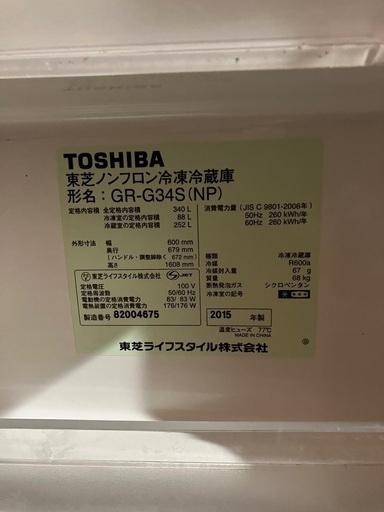 TOSHIBA
東芝ノンフロン冷凍冷蔵庫
形名：GR-G34S(NP)
定格内容積 全定格内容積 340 L
冷凍室の定格内容積 88 L
冷蔵室の定格内容積 252 L
消費電力量 (JIS C 9801-2006年)
50Hz 260 kWh/年
60Hz 260 kWh/年
外形寸法 幅 600 mm
奥行 679 mm
(ハンドル・調整脚除く 672 mm)
高さ 1608 mm
種類 冷凍冷蔵庫
冷媒 R600a
冷媒封入量 67 g
質量 68 kg
断熱発泡ガス シクロペンタン
冷凍室の記号
東芝ライフスタイル株式会社 JET
定格電圧 100 V
定格周波数 50/60 Hz
電動機の定格消費電力 83/ 83 W
電熱装置の定格消費電力 176/176 W
製造番号 82004675
2015 年製
温度ヒューズ 77℃
MADE IN CHINA
東芝ライフスタイル株式会社